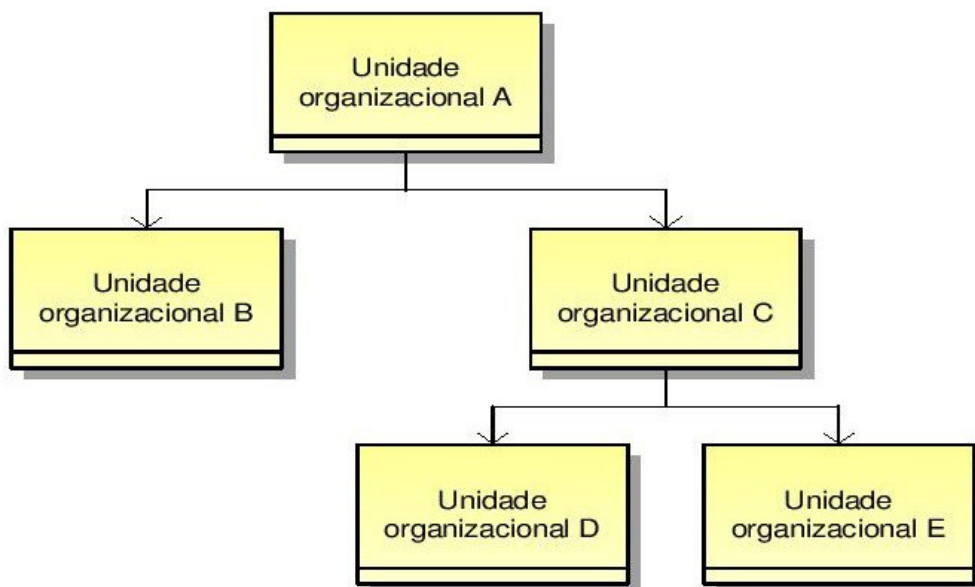 Unidade
organizacional A
Unidade
organizacional B
Unidade
organizacional C
Unidade
organizacional D
Unidade
organizacional E